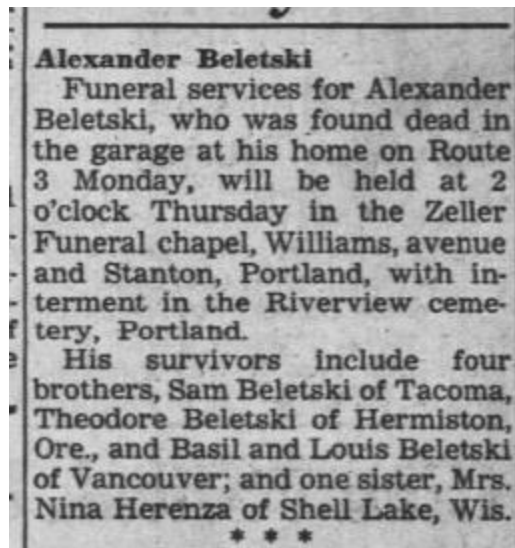 Alexander Beletski
Funeral services for Alexander
Beletski, who was found dead in
the garage at his home on Route
3 Monday, will be held at 2
o'clock Thursday in the Zeller
Funeral chapel, Williams, avenue
and Stanton, Portland, with in-
terment in the Riverview ceme-
tery, Portland.
His survivors include four
brothers, Sam Beletski of Tacoma,
Theodore Beletski of Hermiston,
Ore., and Basil and Louis Beletski
of Vancouver; and one sister, Mrs.
Nina Herenza of Shell Lake, Wis.
* * *